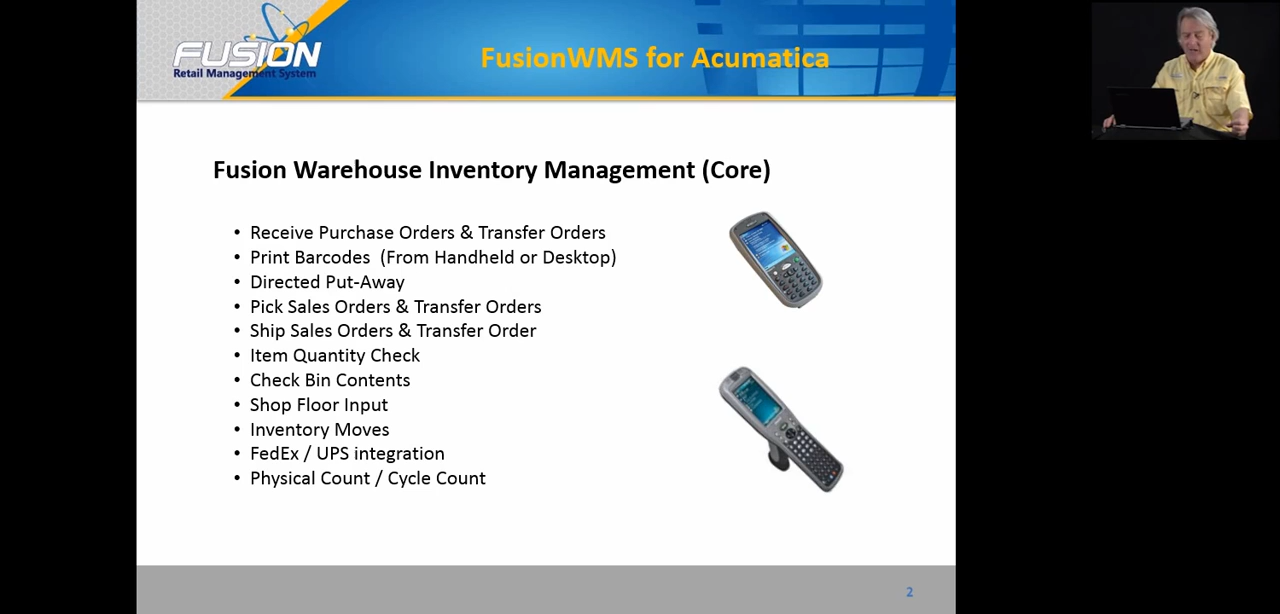 FUSION
Retail Management System
FusionWMS for Acumatica
Fusion Warehouse Inventory Management (Core)
• Receive Purchase Orders & Transfer Orders
• Print Barcodes (From Handheld or Desktop)
• Directed Put-Away
• Pick Sales Orders & Transfer Orders
• Ship Sales Orders & Transfer Order
• Item Quantity Check
• Check Bin Contents
• Shop Floor Input
• Inventory Moves
• FedEx / UPS integration
• Physical Count / Cycle Count
2